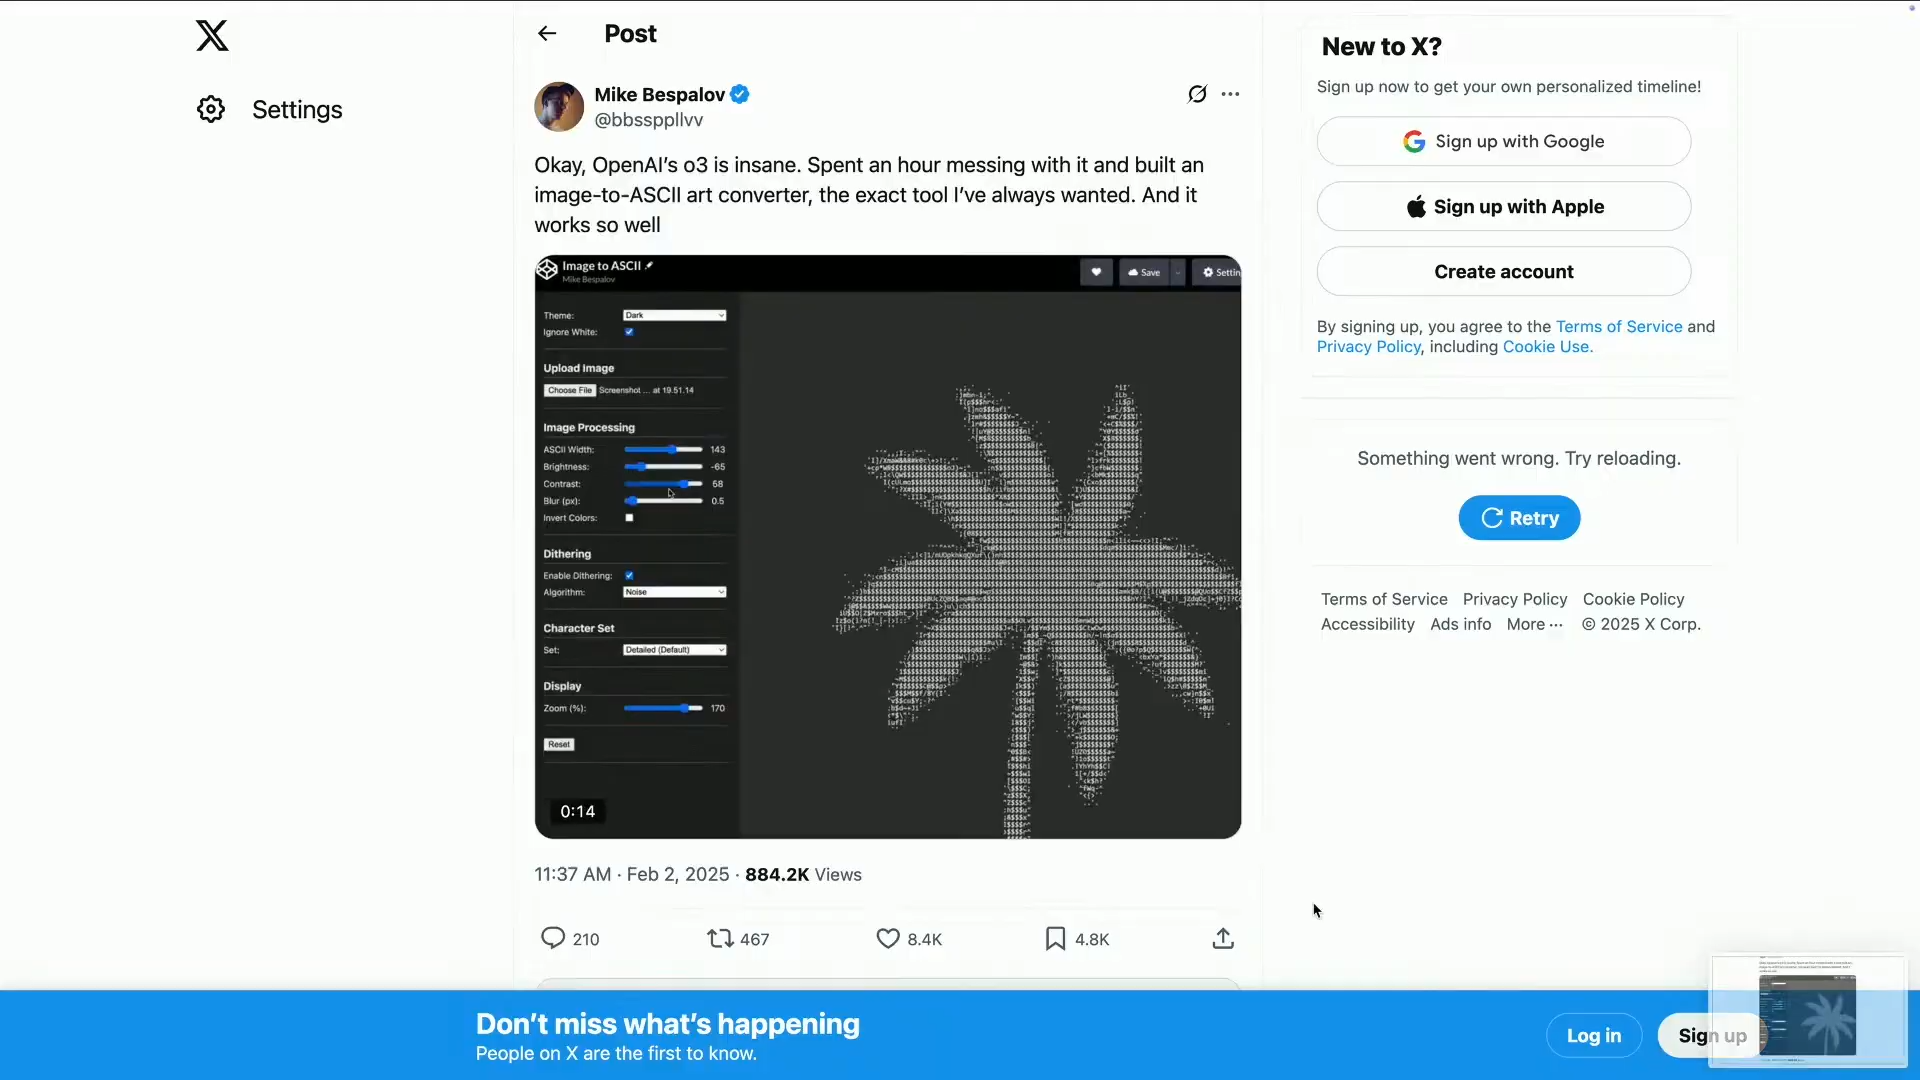 Settings
Post
Mike Bespalov
@bbssppllvv
Okay, OpenAI’s o3 is insane. Spent an hour messing with it and built an
image-to-ASCII art converter, the exact tool I’ve always wanted. And it
works so well
Image to ASCII
Mike Bespalov
Save
Theme: Dark
Ignore White:
Upload Image
Choose File Screenshot ... at 19.51.14
Image Processing
ASCII Width: 143
Brightness: -65
Contrast: 68
Blur (px): 0.5
Invert Colors:
Dithering
Enable Dithering:
Algorithm: Noise
Character Set
Set: Detailed (Default)
Display
Zoom (%): 170
Reset
0:14
11:37 AM · Feb 2, 2025 · 884.2K Views
210 467 8.4K 4.8K
New to X?
Sign up now to get your own personalized timeline!
Sign up with Google
Sign up with Apple
Create account
By signing up, you agree to the Terms of Service and
Privacy Policy, including Cookie Use.
Something went wrong. Try reloading.
Retry
Terms of Service Privacy Policy Cookie Policy
Accessibility Ads info More ··· © 2025 X Corp.
Don’t miss what’s happening
People on X are the first to know.
Log in
Sign up